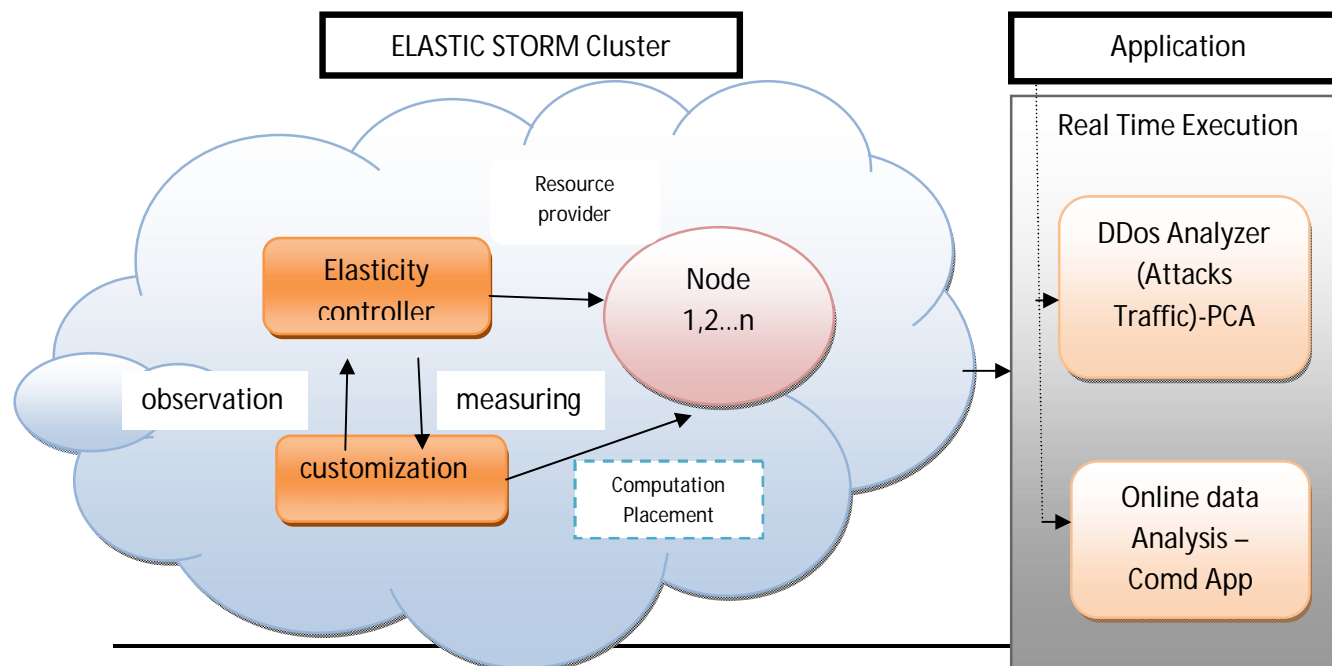 ELASTIC STORM Cluster
Application
Real Time Execution
Resource
provider
Elasticity
controller
Node
1,2...n
DDos Analyzer
(Attacks
Traffic)-PCA
observation
measuring
customization
Computation
Placement
Online data
Analysis –
Comd App